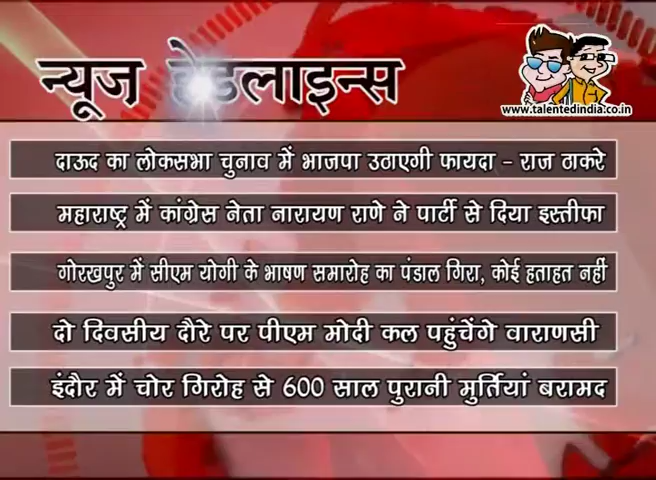 न्यूज़ हेडलाइन्स
www.talentedindia.co.in
दाऊद का लोकसभा चुनाव में भाजपा उठाएगी फायदा - राज ठाकरे
महाराष्ट्र में कांग्रेस नेता नारायण राणे ने पार्टी से दिया इस्तीफा
गोरखपुर में सीएम योगी के भाषण समारोह का पंडाल गिरा, कोई हताहत नहीं
दो दिवसीय दौरे पर पीएम मोदी कल पहुंचेंगे वाराणसी
इंदौर में चोर गिरोह से 600 साल पुरानी मुर्तियां बरामद